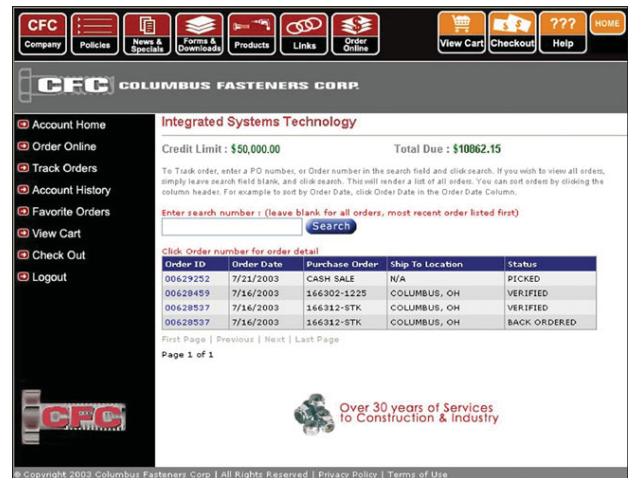 CFC
Company
Policies
News &
Specials
Forms &
Downloads
Products
Links
Order
Online
View Cart
$ $
Checkout
???
Help
HOME
CFC COLUMBUS FASTENERS CORP.
Account Home
Order Online
Track Orders
Account History
Favorite Orders
View Cart
Check Out
Logout
Integrated Systems Technology
Credit Limit : $50,000.00 Total Due : $10862.15
To Track order, enter a PO number, or Order number in the search field and click search. If you wish to view all orders,
simply leave search field blank, and click search. This will render a list of all orders. You can sort orders by clicking the
column header. For example to sort by Order Date, click Order Date in the Order Date Column.
Enter search number : (leave blank for all orders, most recent order listed first)
Search
Click Order number for order detail
Order ID Order Date Purchase Order Ship To Location Status
00629252 7/21/2003 CASH SALE N/A PICKED
00628459 7/16/2003 166302-1225 COLUMBUS, OH VERIFIED
00628537 7/16/2003 166312-STK COLUMBUS, OH VERIFIED
00628537 7/16/2003 166312-STK COLUMBUS, OH BACK ORDERED
First Page | Previous | Next | Last Page
Page 1 of 1
CFC
Over 30 years of Services
to Construction & Industry
© Copyright 2003 Columbus Fasteners Corp | All Rights Reserved | Privacy Policy | Terms of Use